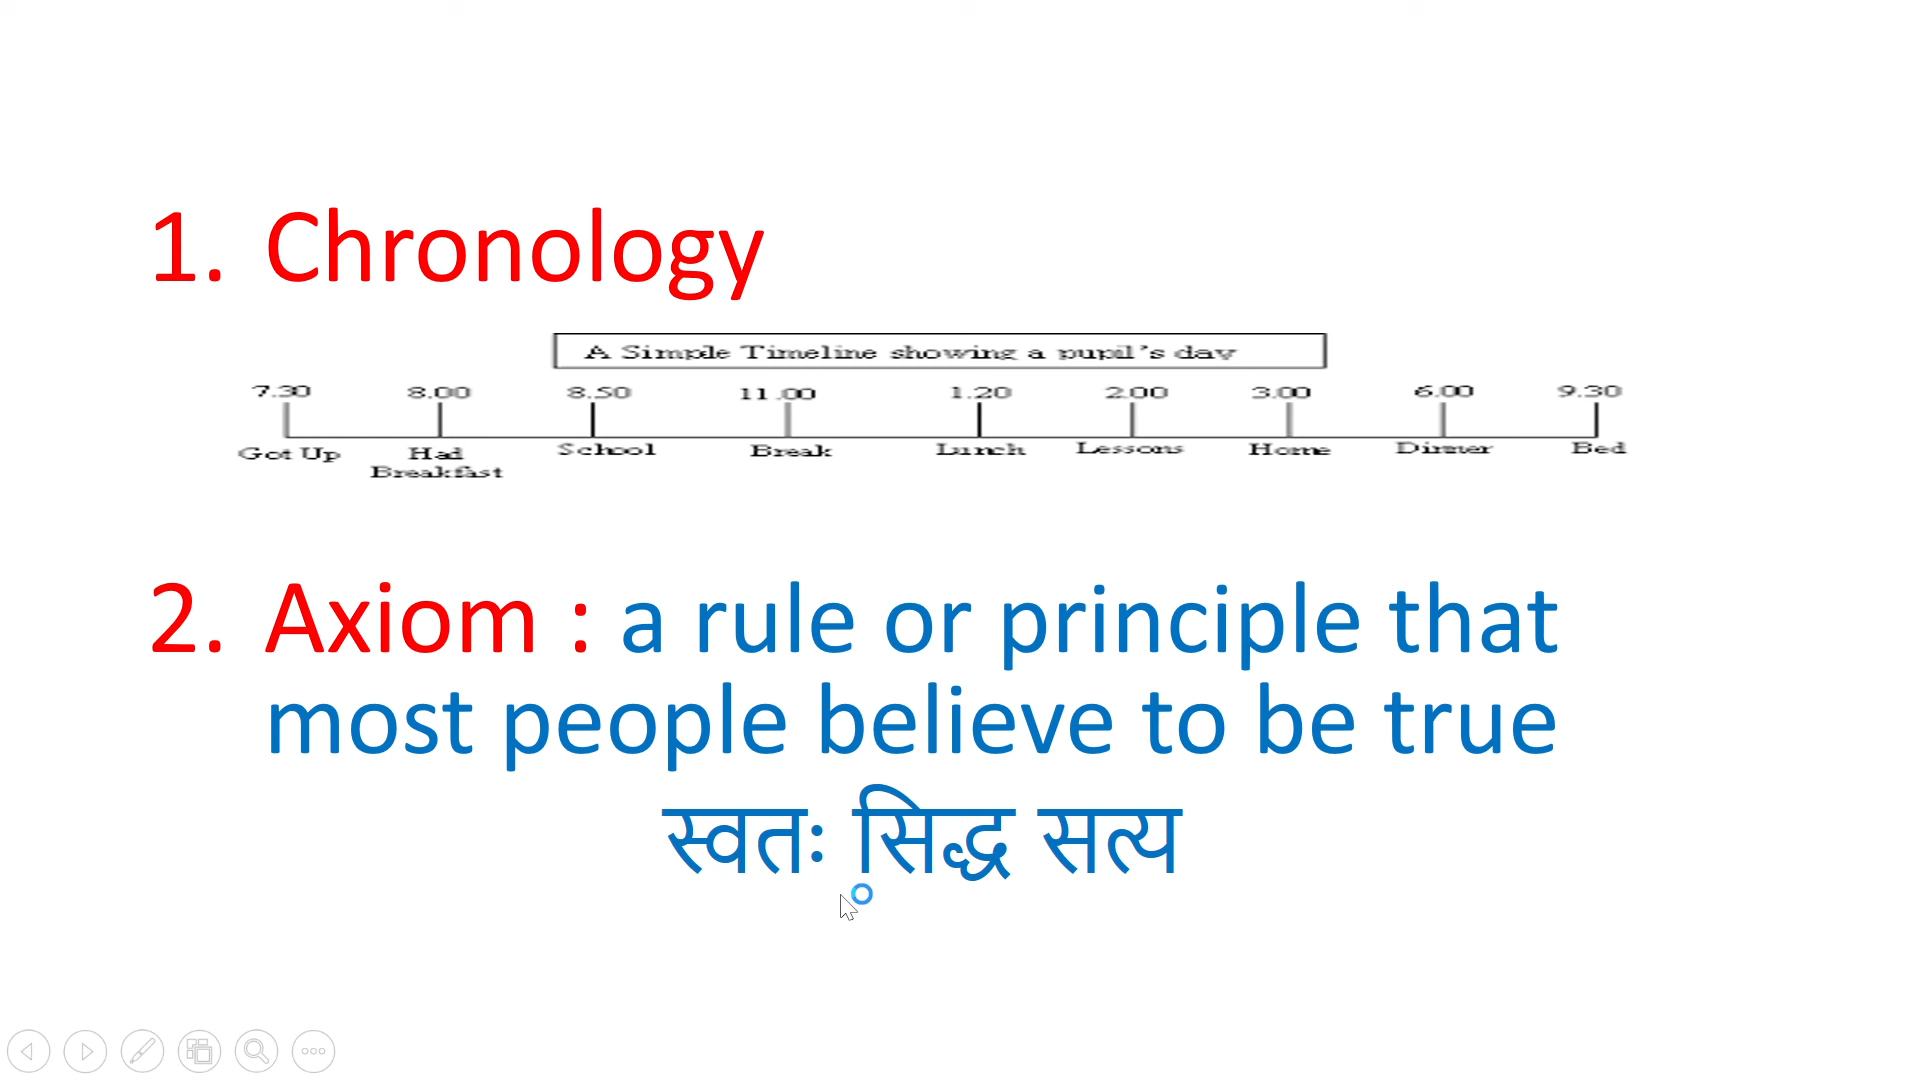 1. Chronology
A Simple Timeline showing a pupil's day
7.30 8.00 8.50 11.00 1.20 2.00 3.00 6.00 9.30
Got Up Had School Break Lunch Lessons Home Dinner Bed
Breakfast
2. Axiom : a rule or principle that
most people believe to be true
स्वतः सिद्ध सत्य